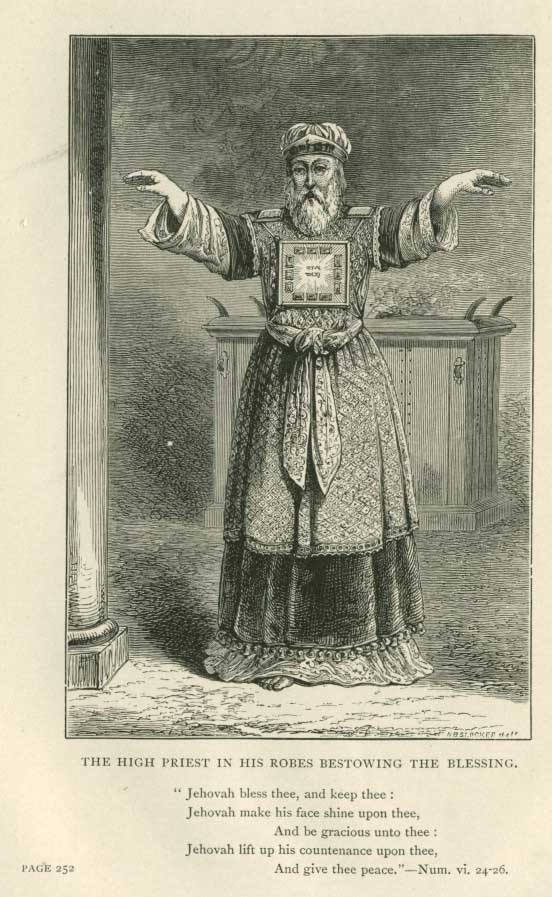 THE HIGH PRIEST IN HIS ROBES BESTOWING THE BLESSING.
“ Jehovah bless thee, and keep thee :
Jehovah make his face shine upon thee,
And be gracious unto thee :
Jehovah lift up his countenance upon thee,
And give thee peace.”—Num. vi. 24-26.
PAGE 252